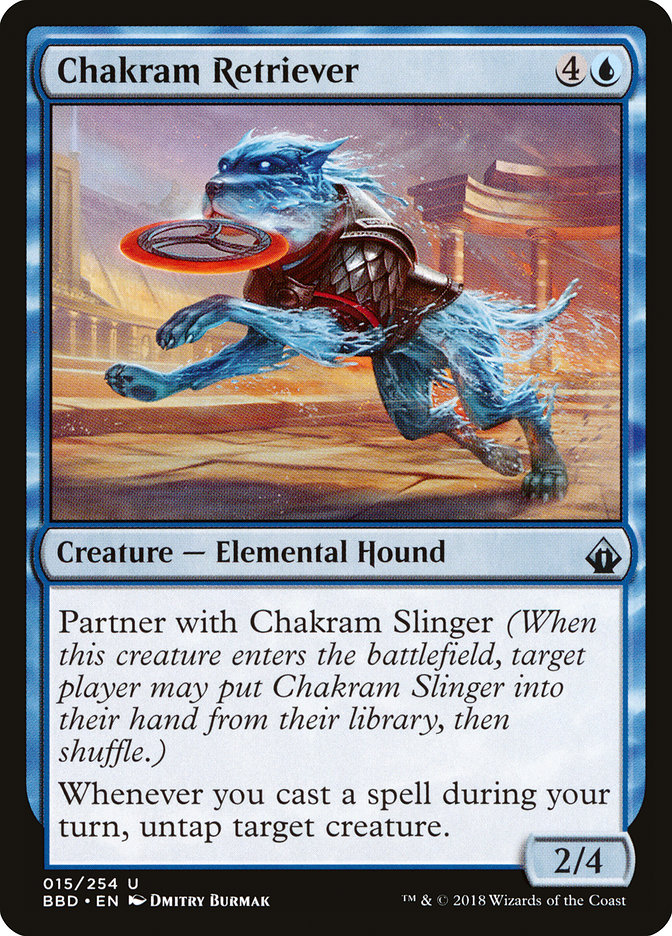 Chakram Retriever 4
Creature — Elemental Hound
Partner with Chakram Slinger (When
this creature enters the battlefield, target
player may put Chakram Slinger into
their hand from their library, then
shuffle.)
Whenever you cast a spell during your
turn, untap target creature.
2/4
015/254 U
BBD • EN Dmitry Burmak
™ & © 2018 Wizards of the Coast